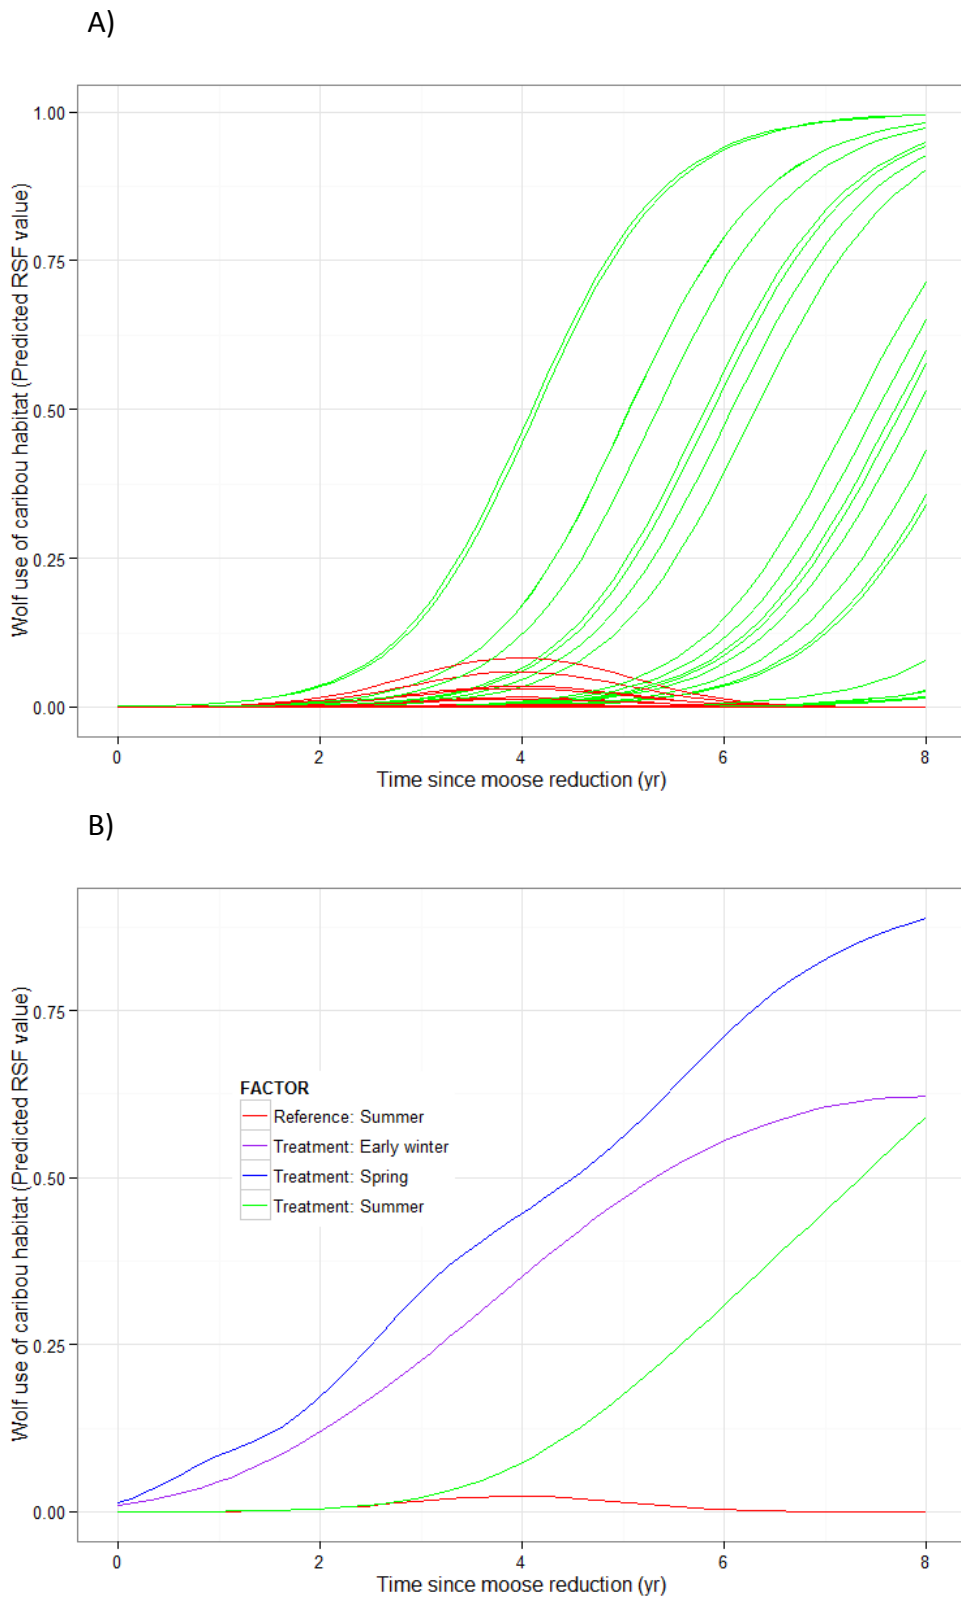 A)
Wolf use of caribou habitat (Predicted RSF value)
1.00
0.75
0.50
0.25
0.00
0 2 4 6 8
Time since moose reduction (yr)
B)
Wolf use of caribou habitat (Predicted RSF value)
0.75
0.50
0.25
0.00
FACTOR
Reference: Summer
Treatment: Early winter
Treatment: Spring
Treatment: Summer
0 2 4 6 8
Time since moose reduction (yr)